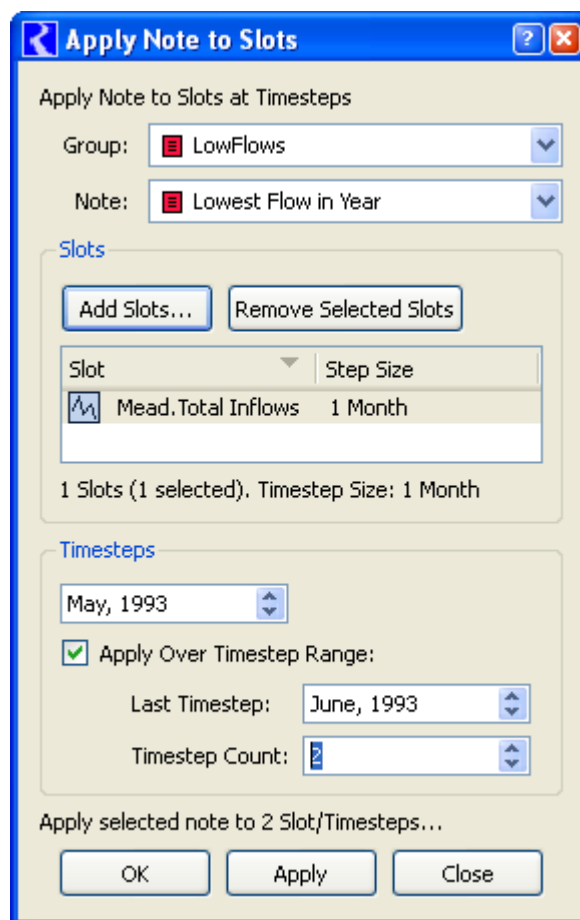 Apply Note to Slots
Apply Note to Slots at Timesteps
Group: LowFlows
Note: Lowest Flow in Year
Slots
Add Slots... Remove Selected Slots
Slot Step Size
Mead.Total Inflows 1 Month
1 Slots (1 selected). Timestep Size: 1 Month
Timesteps
May, 1993
Apply Over Timestep Range:
Last Timestep: June, 1993
Timestep Count: 2
Apply selected note to 2 Slot/Timesteps...
OK Apply Close